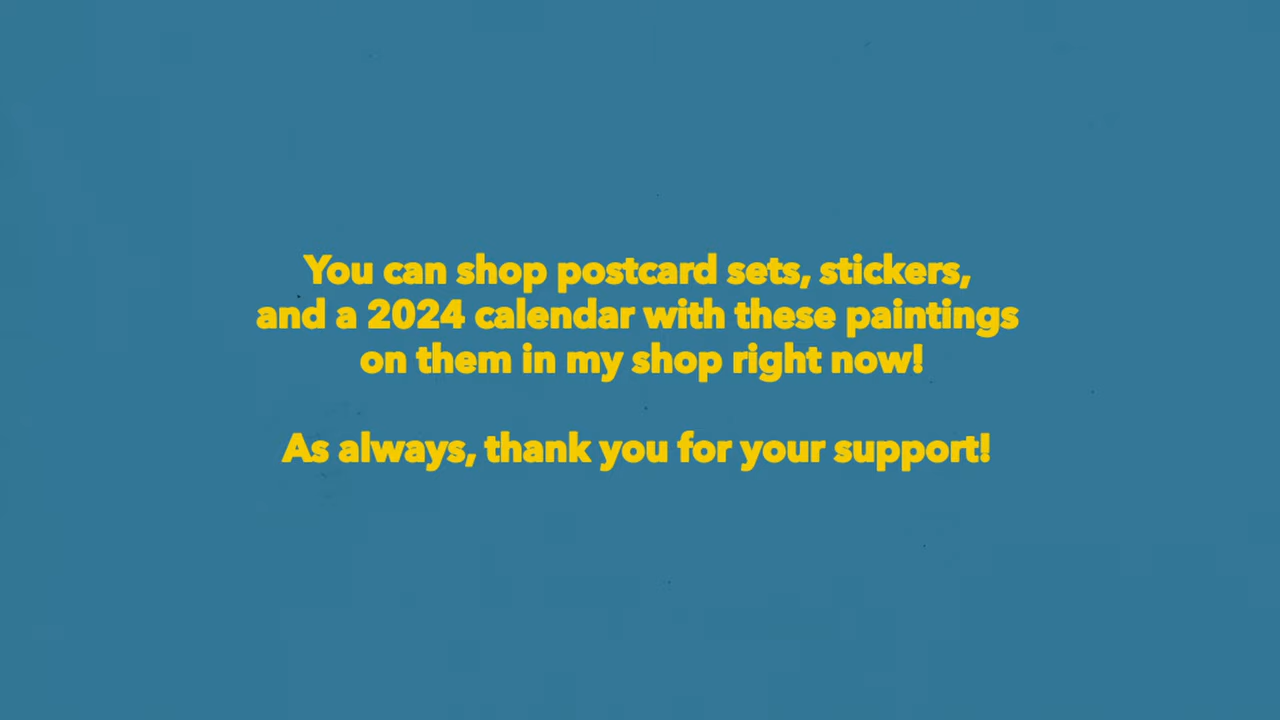 You can shop postcard sets, stickers,
and a 2024 calendar with these paintings
on them in my shop right now!
As always, thank you for your support!